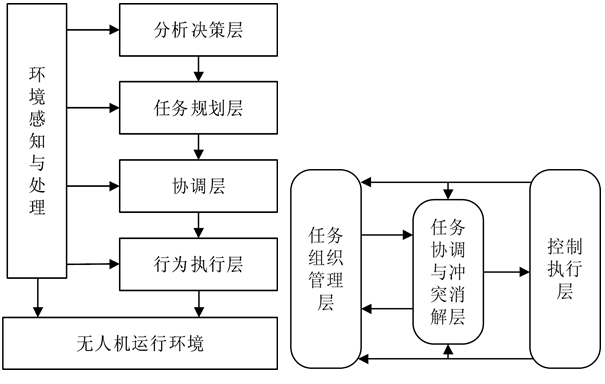 环境感知与处理
分析决策层
任务规划层
协调层
行为执行层
无人机运行环境
任务
组织
管理
层
任务
协调
与冲
突消
解层
控制
执行
层